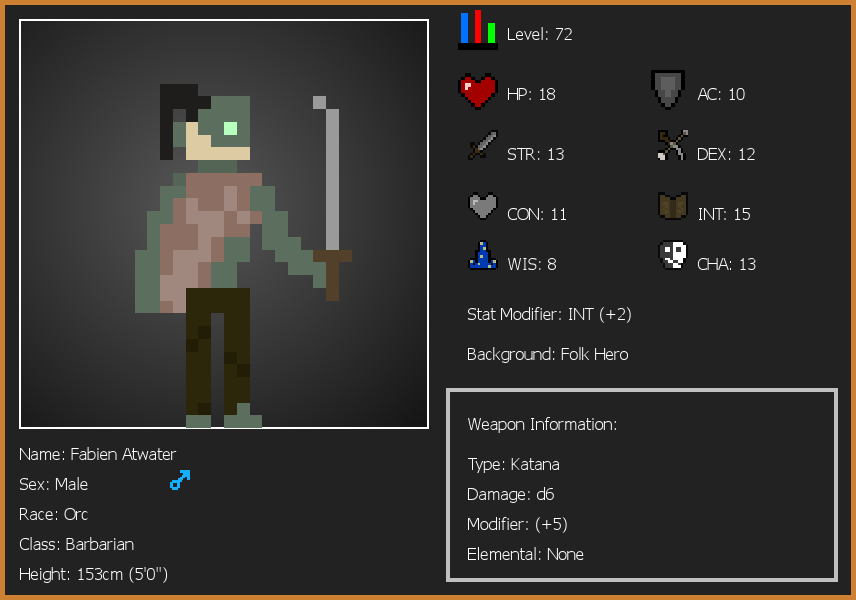 Level: 72
HP: 18
AC: 10
STR: 13
DEX: 12
CON: 11
INT: 15
WIS: 8
CHA: 13
Stat Modifier: INT (+2)
Background: Folk Hero
Weapon Information:
Type: Katana
Damage: d6
Modifier: (+5)
Elemental: None
Name: Fabien Atwater
Sex: Male
Race: Orc
Class: Barbarian
Height: 153cm (5'0")